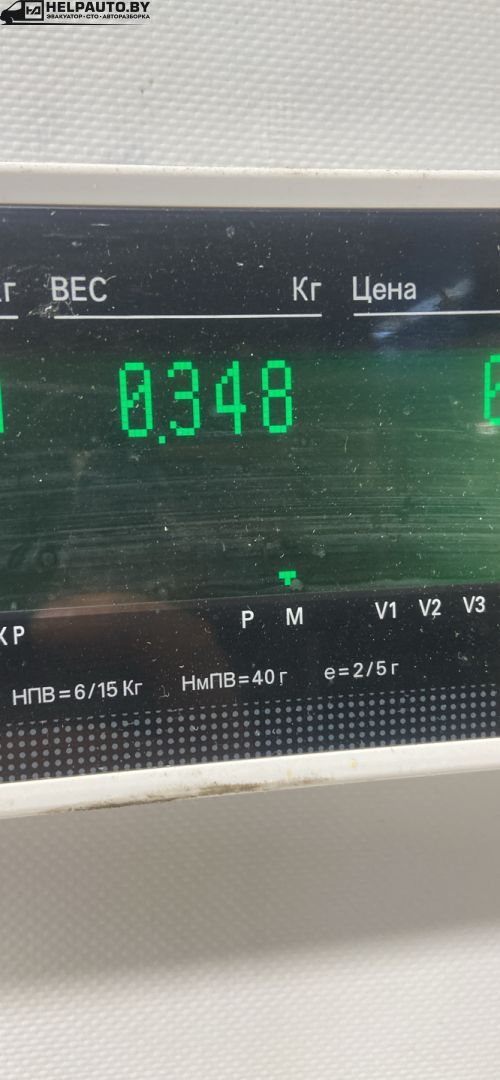 HELPAUTO.BY
ЭВАКУАТОР·СТО·АВТОРАЗБОРКА
ВЕС Кг Цена
0.348
Р М V1 V2 V3
НПВ=6/15 Кг НмПВ=40 г е=2/5 г